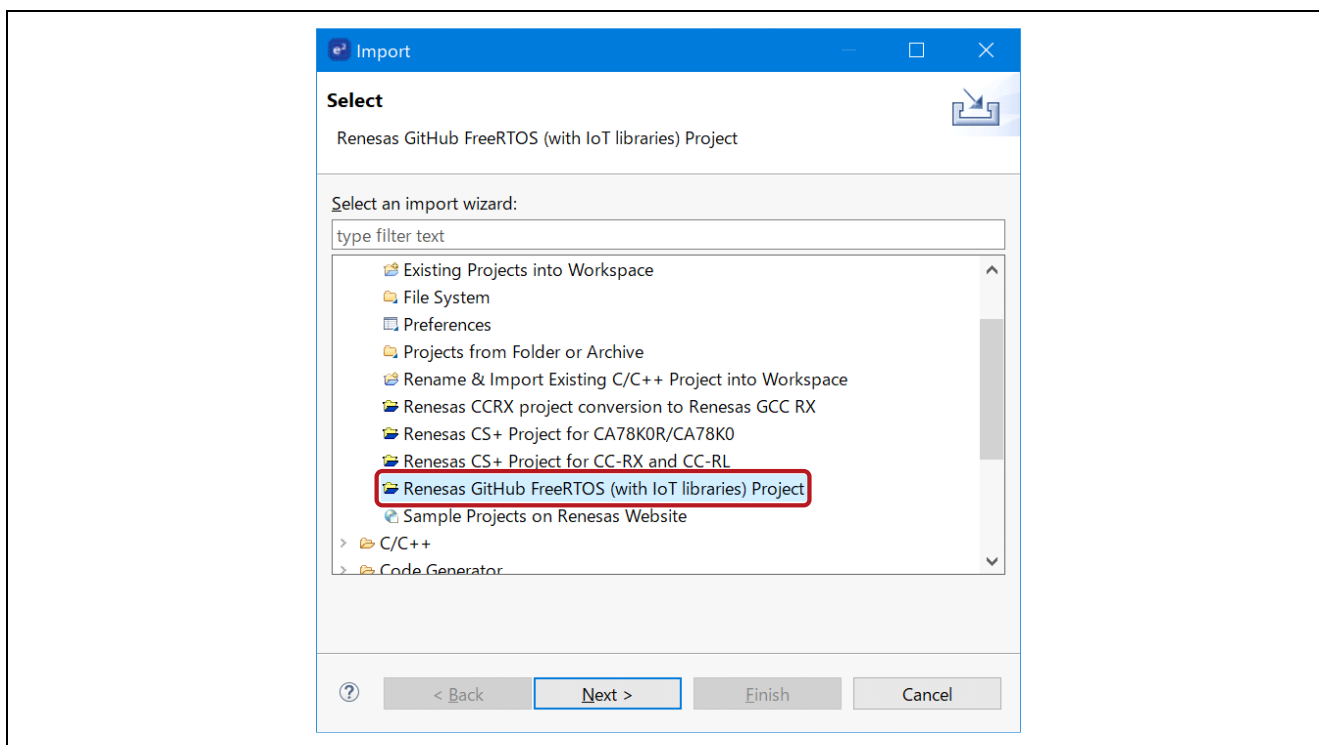 e² Import
Select
Renesas GitHub FreeRTOS (with IoT libraries) Project
Select an import wizard:
type filter text
Existing Projects into Workspace
File System
Preferences
Projects from Folder or Archive
Rename & Import Existing C/C++ Project into Workspace
Renesas CCRX project conversion to Renesas GCC RX
Renesas CS+ Project for CA78K0R/CA78K0
Renesas CS+ Project for CC-RX and CC-RL
Renesas GitHub FreeRTOS (with IoT libraries) Project
Sample Projects on Renesas Website
> C/C++
> Code Generator
? < Back Next > Finish Cancel